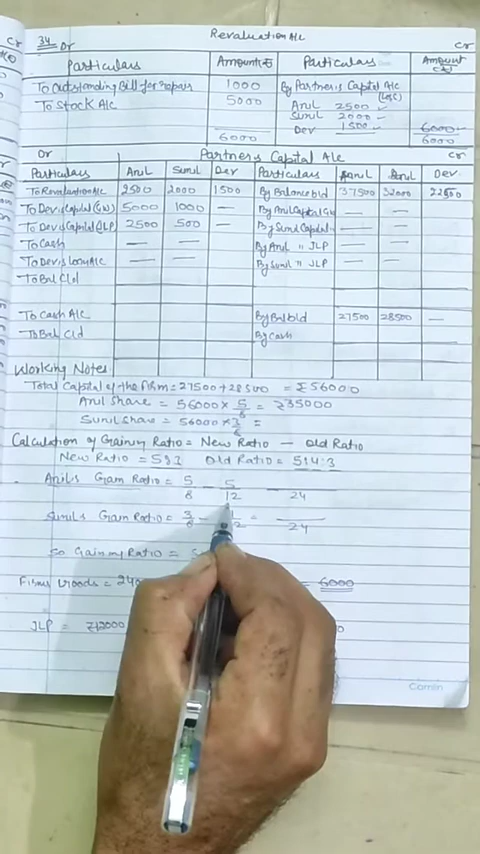 Cr
34. Dr Revaluation A/c Cr
Particulars Amount(₹) Particulars Amount
To Outstanding Bill for Repair 1000 By Partner's Capital A/c
To Stock A/c 5000 Anil 2500 (Loss)
Sunil 2000
6000 Dev 1500 6000
6000
Dr Partner's Capital A/c Cr
Particulars Anil Sunil Dev Particulars Anil Dev
To Revaluation A/c 2500 2000 1500 By Balance b/d 37500 32000 22500
To Dev's Capital (GW) 5000 1000 — By Anil Capital GW — —
To Dev's Capital (JLP) 2500 500 — By Sunil Capital — —
To Cash — — By Anil " JLP — —
To Dev's Loan A/c — — By Sunil " JLP — —
To Bal C/d
To Cash A/c By Bal b/d 27500 28500 —
To Bal C/d By Cash
Working Notes
Total Capital of the firm = 27500 + 28500 = ₹56000
Anil Share = 56000 × 5/8 = ₹35000
Sunil Share = 56000 × 3/8 =
Calculation of Gaining Ratio = New Ratio — Old Ratio
New Ratio = 5:3 Old Ratio = 5:4:3
Anil's Gain Ratio = 5/8 - 5/12 - /24
Sunil's Gain Ratio = 3/8 - /12 = /24
So Gaining Ratio =
Firms = 6000
JLP = ₹12000
Camlin